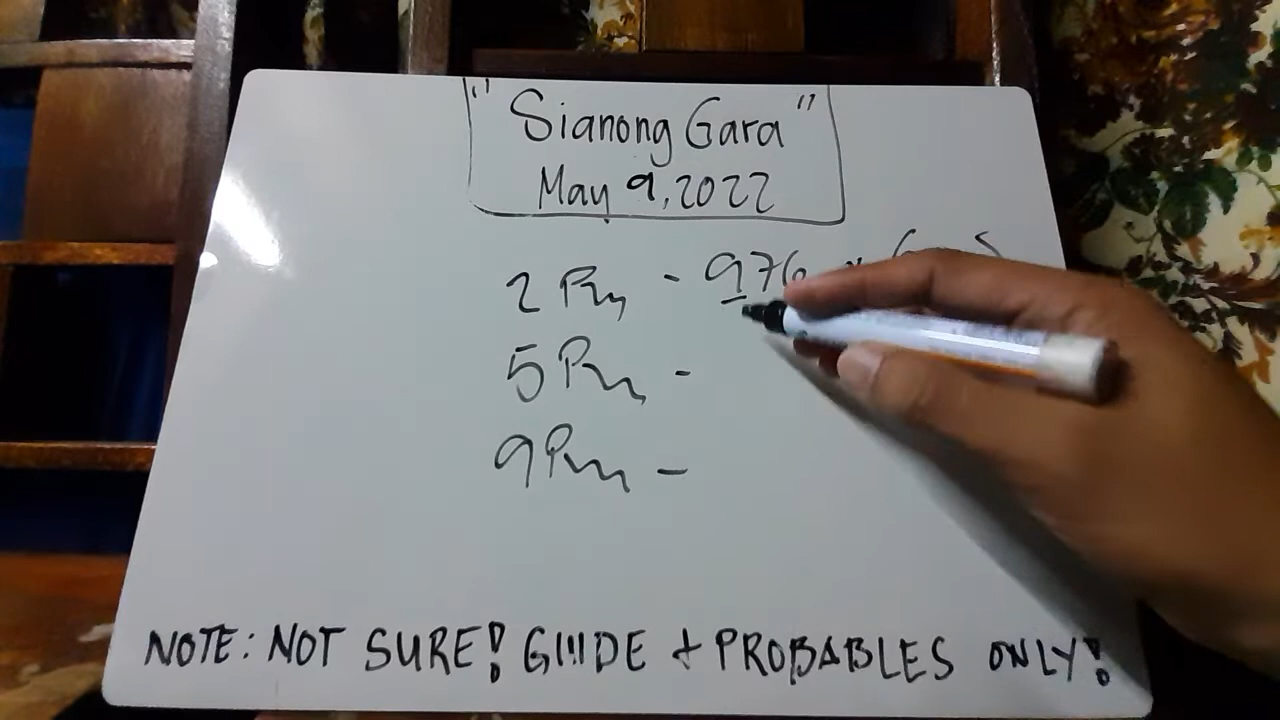 "Sianong Gara"
May 9, 2022
2 Pm - 976
5 Pm -
9 Pm -
NOTE: NOT SURE! GUIDE + PROBABLES ONLY!